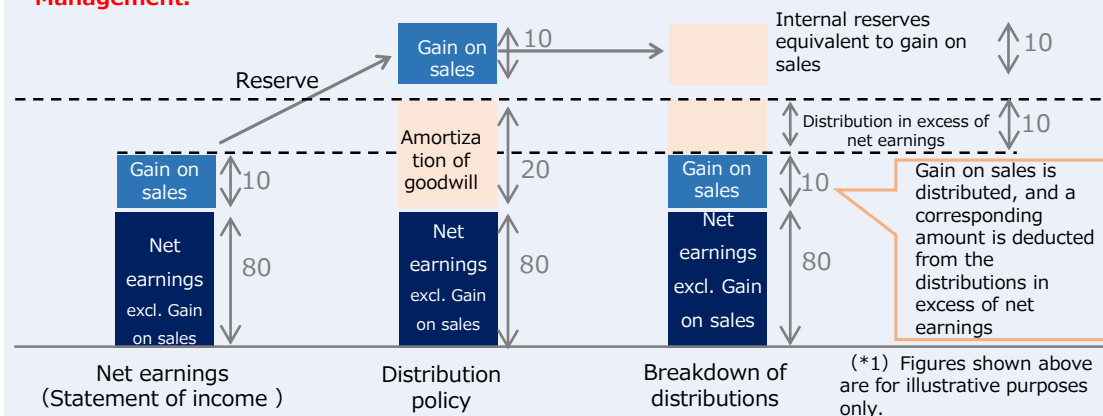 Management.
Gain on
sales
10
Internal reserves
equivalent to gain on
sales
10
Reserve
Gain on
sales
10
Amortiza
tion of
goodwill
20
Distribution in excess of
net earnings
10
Gain on
sales
10
Gain on sales is
distributed, and a
corresponding
amount is deducted
from the
distributions in
excess of net
earnings
Net
earnings
excl. Gain
on sales
80
Net
earnings
excl. Gain
on sales
80
Net
earnings
excl. Gain
on sales
80
Net earnings
(Statement of income )
Distribution
policy
Breakdown of
distributions
(*1) Figures shown above
are for illustrative purposes
only.